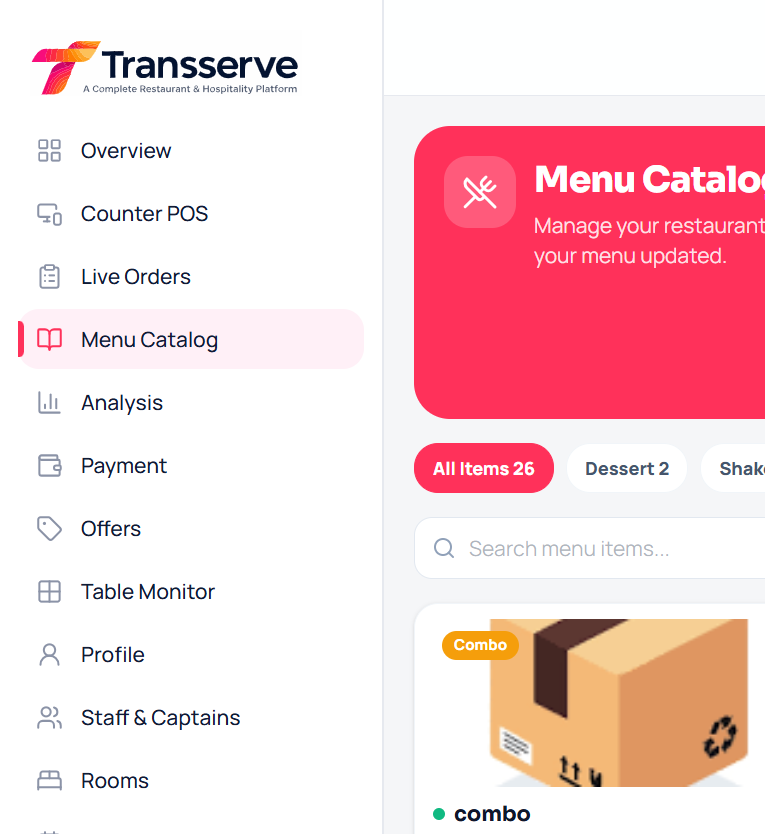 Transserve
A Complete Restaurant & Hospitality Platform
Overview
Counter POS
Live Orders
Menu Catalog
Analysis
Payment
Offers
Table Monitor
Profile
Staff & Captains
Rooms
Menu Catalo
Manage your restaurant
your menu updated.
All Items 26
Dessert 2
Shak
Search menu items...
Combo
combo